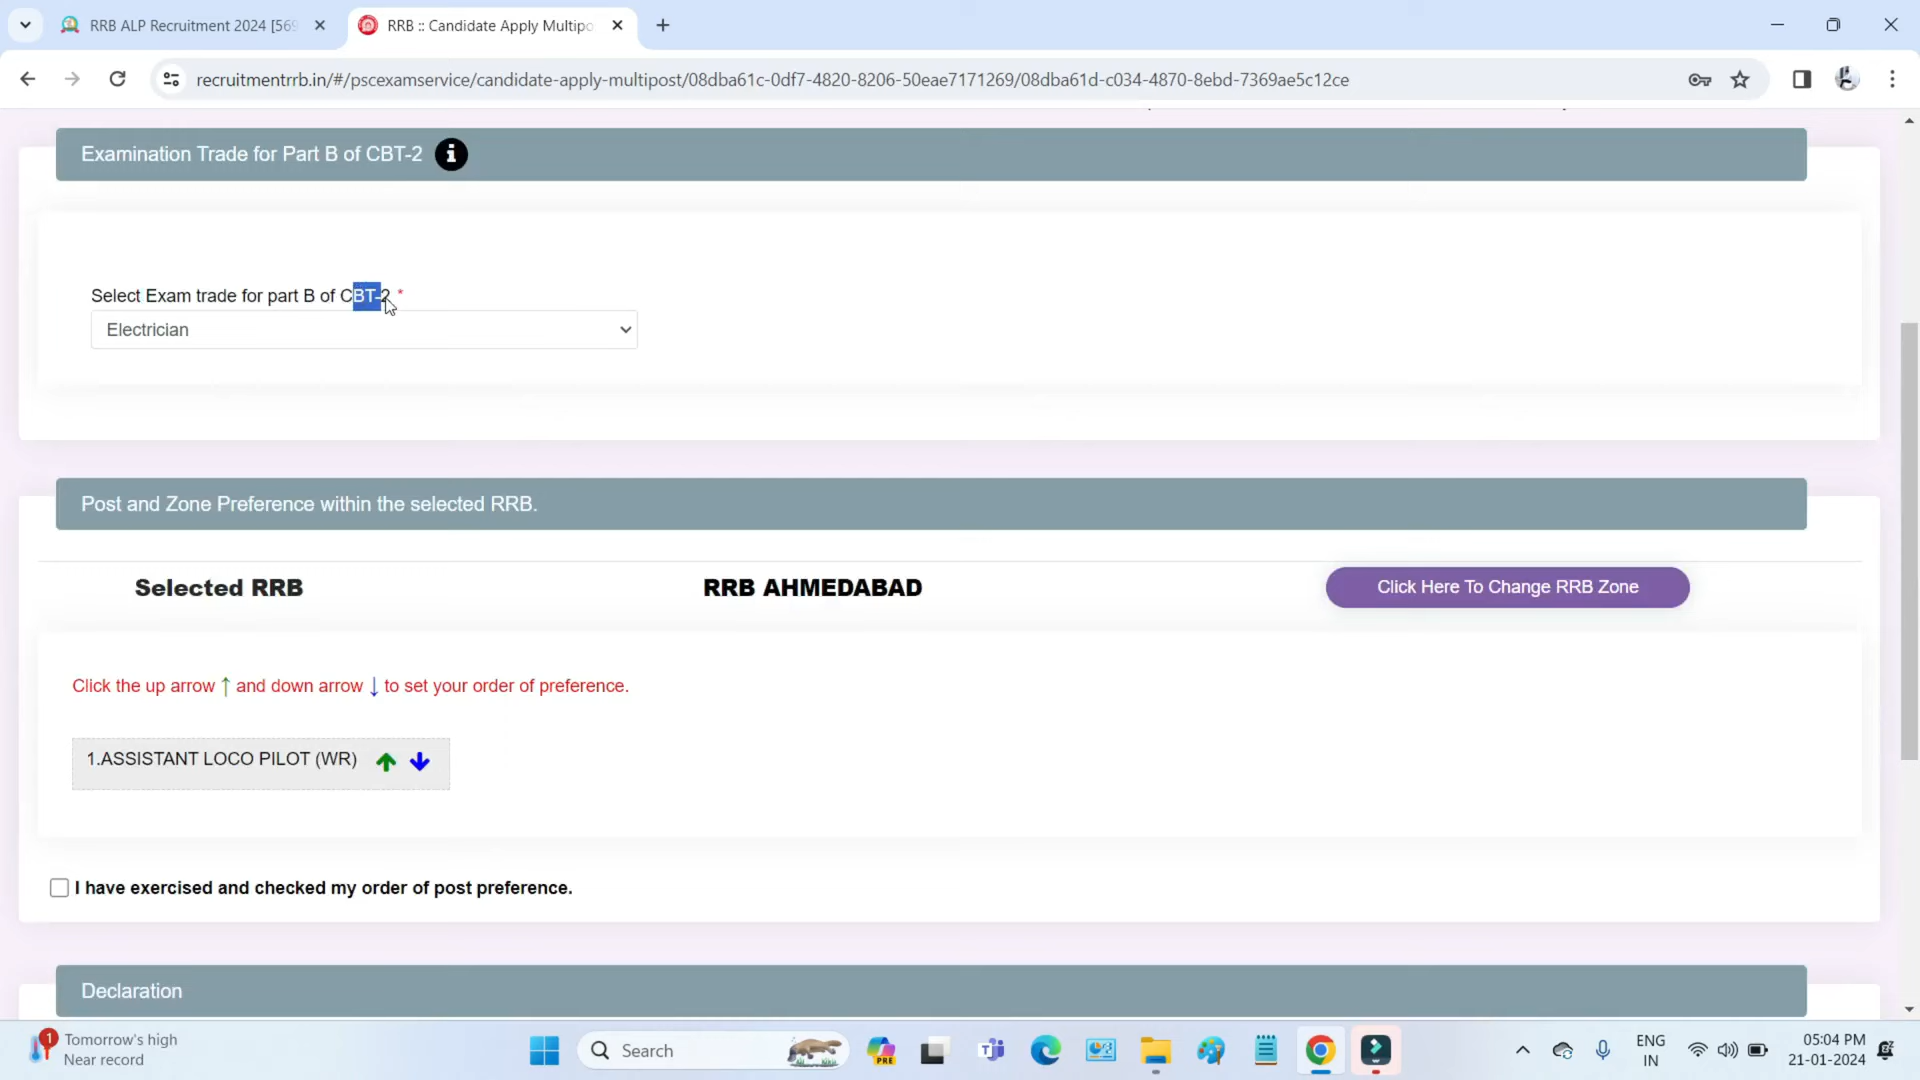 RRB ALP Recruitment 2024 [569
RRB :: Candidate Apply Multipo
recruitmentrrb.in/#/pscexamservice/candidate-apply-multipost/08dba61c-0df7-4820-8206-50eae7171269/08dba61d-c034-4870-8ebd-7369ae5c12ce
Examination Trade for Part B of CBT-2
Select Exam trade for part B of CBT-2 *
Electrician
Post and Zone Preference within the selected RRB.
Selected RRB RRB AHMEDABAD Click Here To Change RRB Zone
Click the up arrow ↑ and down arrow ↓ to set your order of preference.
1.ASSISTANT LOCO PILOT (WR)
I have exercised and checked my order of post preference.
Declaration
1
Tomorrow's high
Near record
Search
PRE
ENG
IN
05:04 PM
21-01-2024